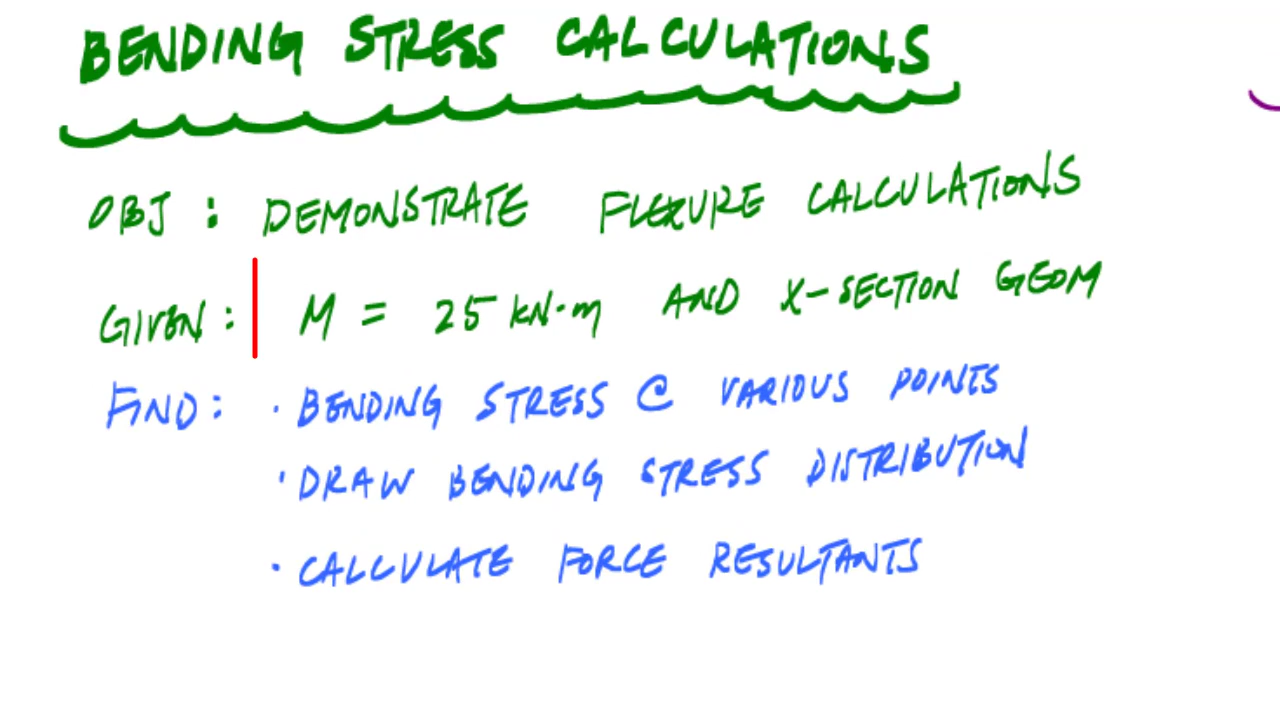 BENDING STRESS CALCULATIONS
OBJ : DEMONSTRATE FLEXURE CALCULATIONS
GIVEN : M = 25 kN·m AND X-SECTION GEOM
FIND : · BENDING STRESS @ VARIOUS POINTS
· DRAW BENDING STRESS DISTRIBUTION
· CALCULATE FORCE RESULTANTS